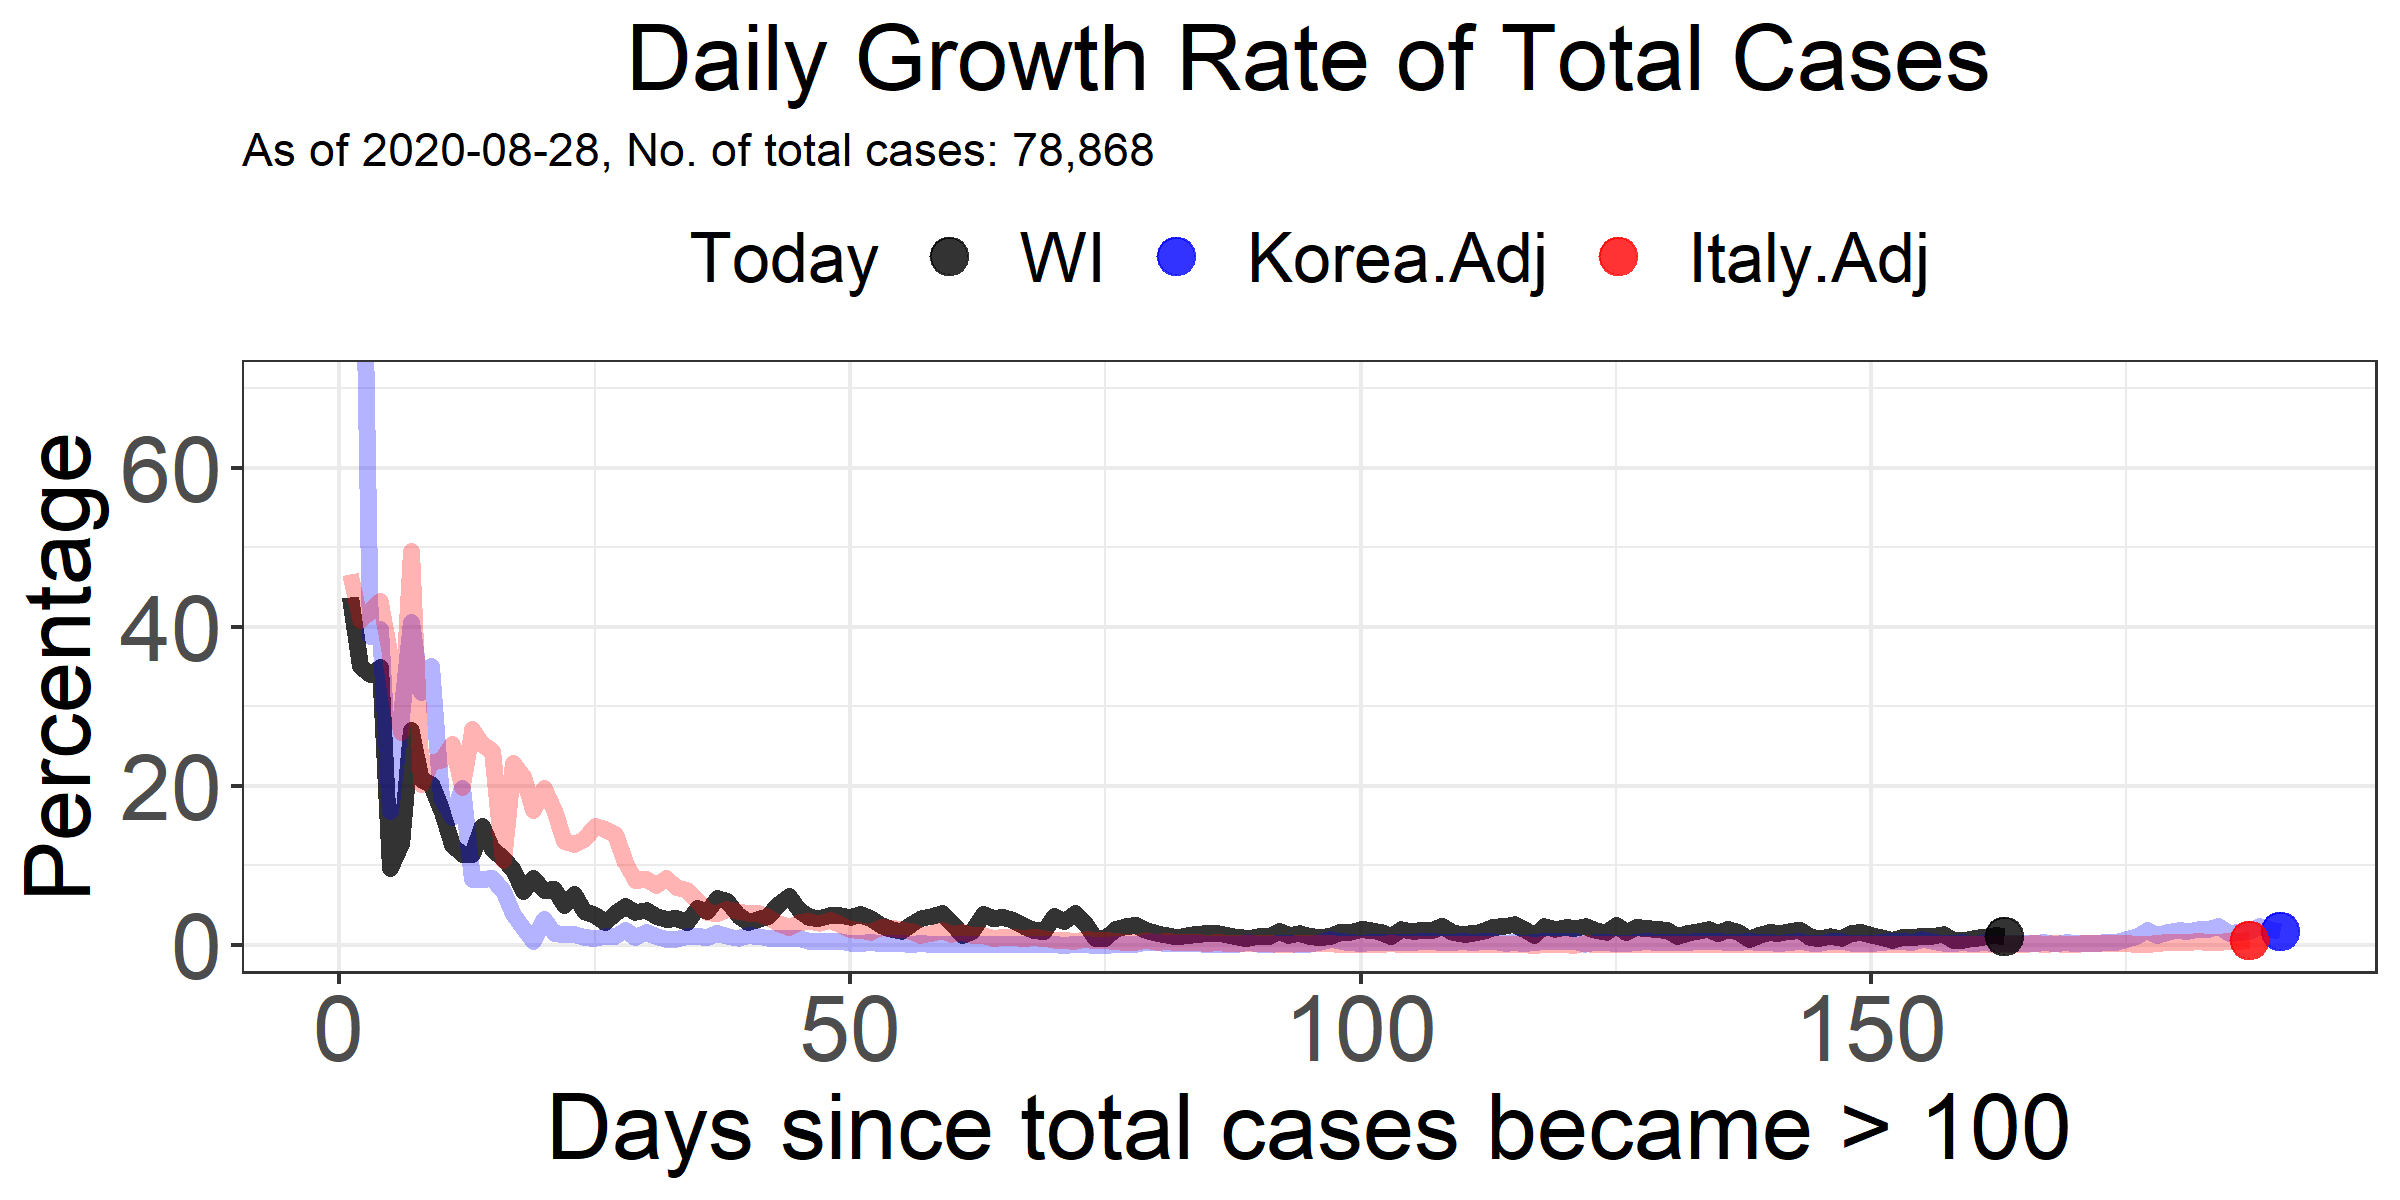 Daily Growth Rate of Total Cases
As of 2020-08-28, No. of total cases: 78,868
Today WI Korea.Adj Italy.Adj
Percentage
60
40
20
0
0 50 100 150
Days since total cases became > 100